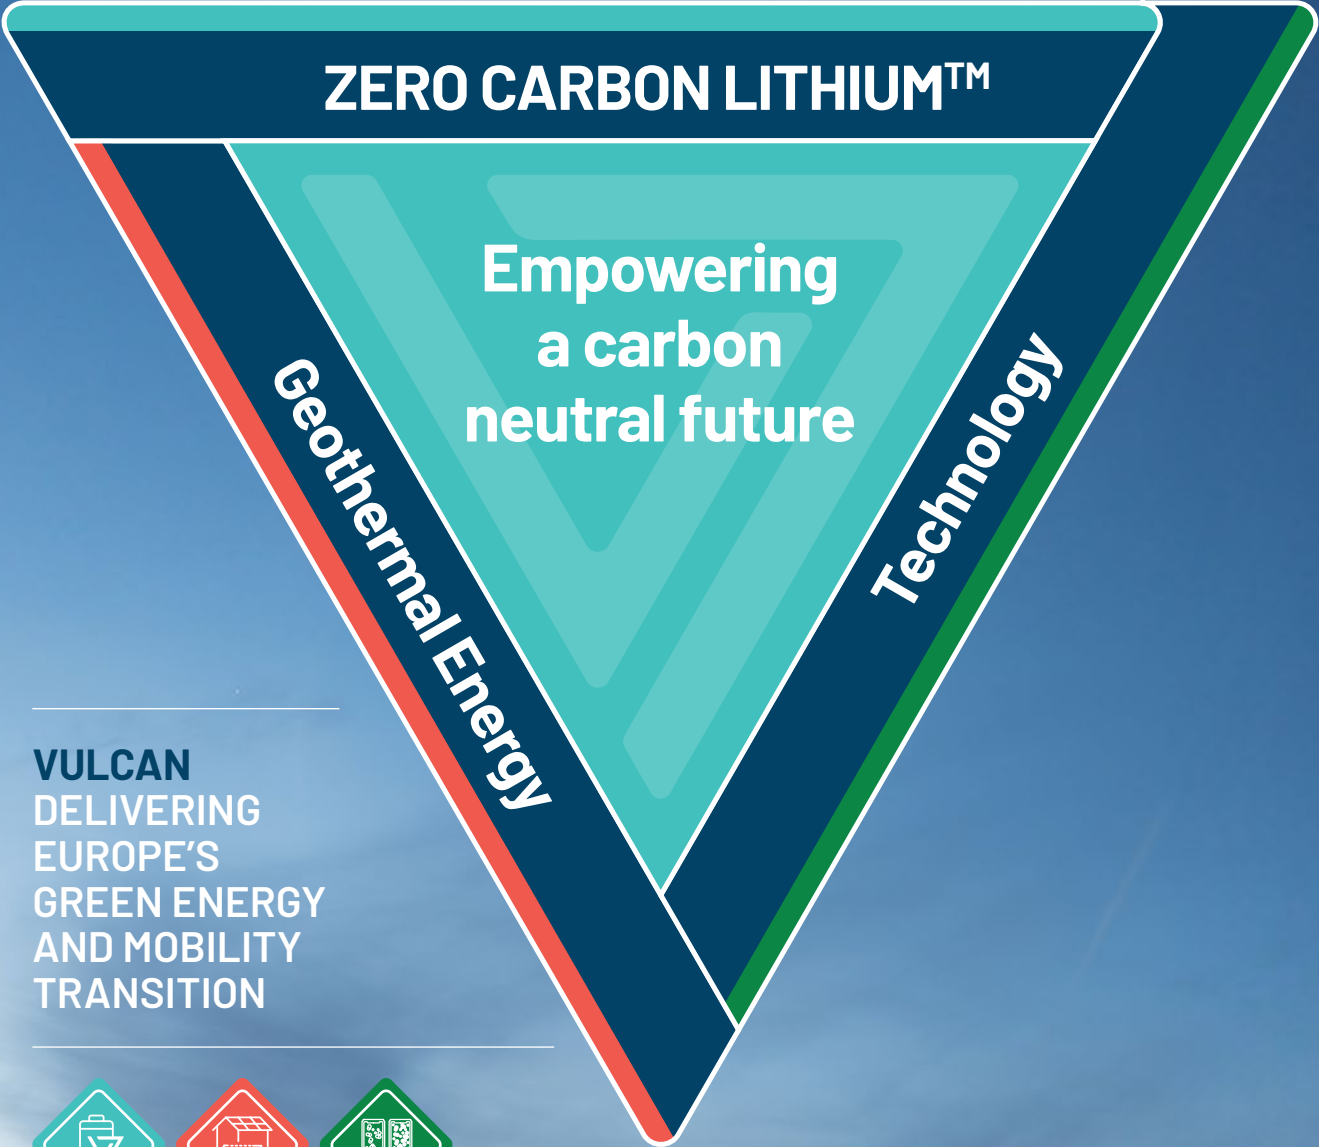 ZERO CARBON LITHIUM™
Empowering
a carbon
neutral future
Geothermal Energy
Technology
VULCAN
DELIVERING
EUROPE’S
GREEN ENERGY
AND MOBILITY
TRANSITION